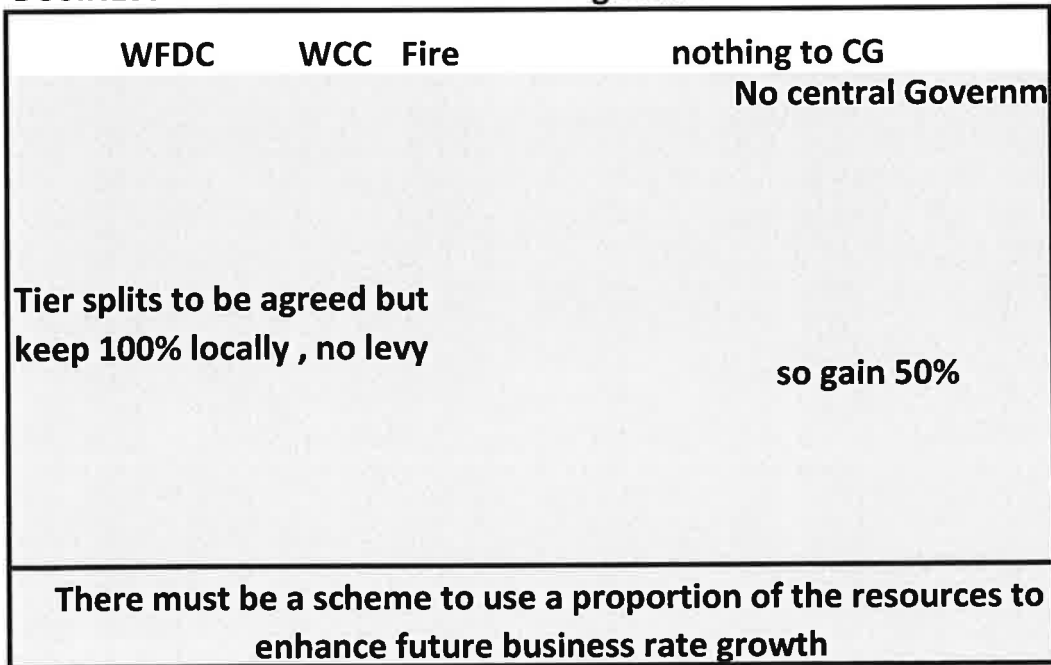 WFDC WCC Fire nothing to CG
No central Governm
Tier splits to be agreed but
keep 100% locally , no levy
so gain 50%
There must be a scheme to use a proportion of the resources to
enhance future business rate growth